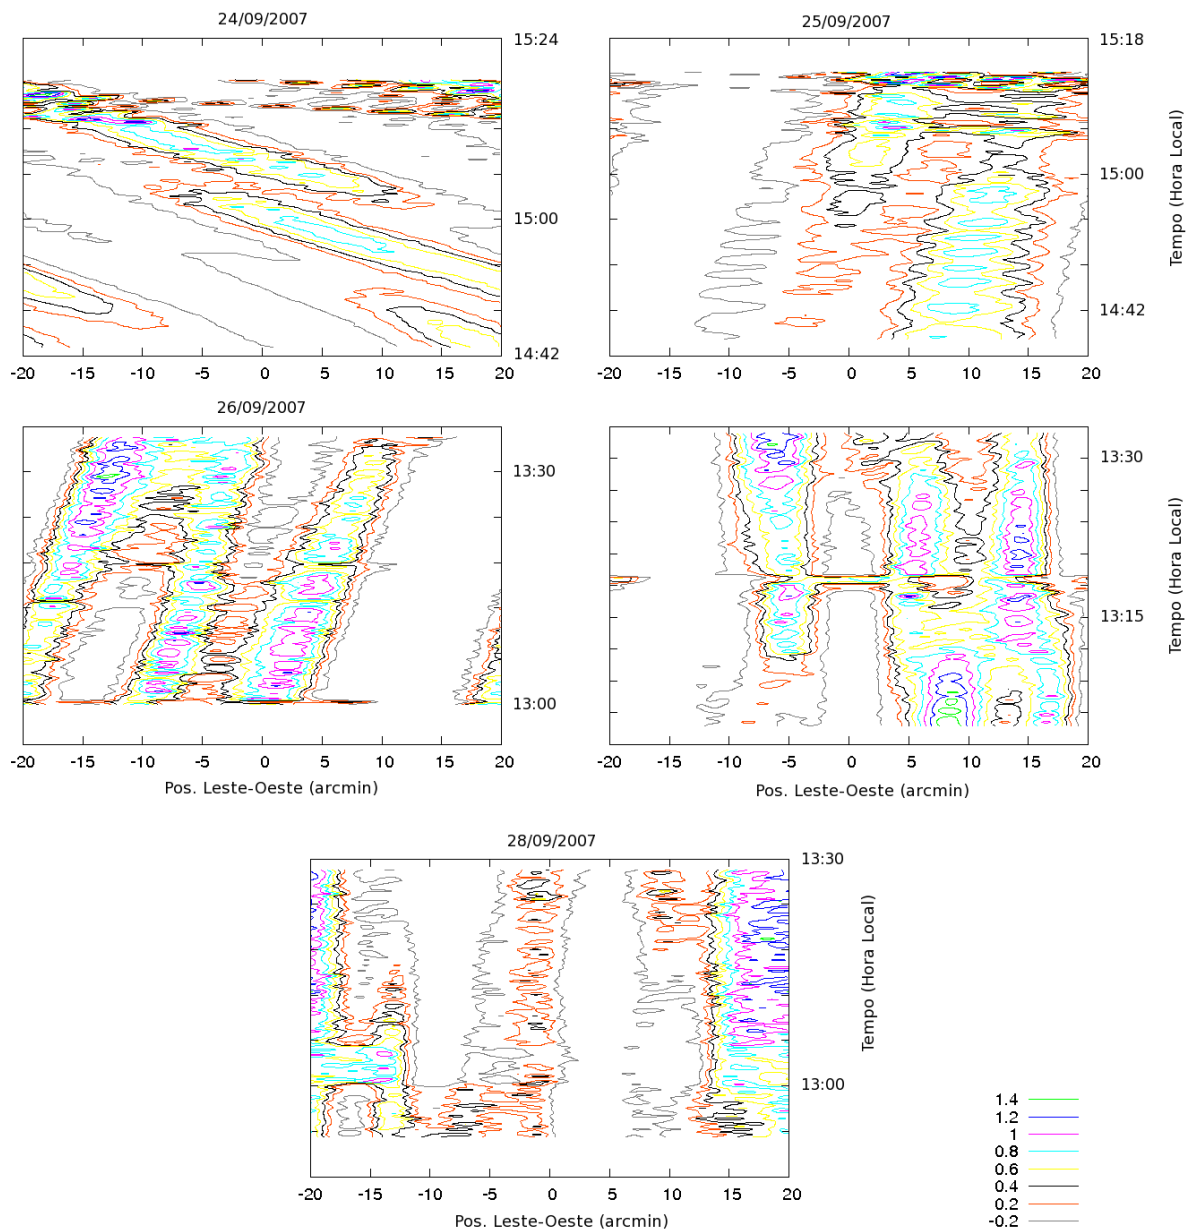 24/09/2007
25/09/2007
15:24
15:00
14:42
-20 -15 -10 -5 0 5 10 15 20
15:18
15:00
14:42
Tempo (Hora Local)
-20 -15 -10 -5 0 5 10 15 20
26/09/2007
13:30
13:00
-20 -15 -10 -5 0 5 10 15 20
Pos. Leste-Oeste (arcmin)
13:30
13:15
Tempo (Hora Local)
-20 -15 -10 -5 0 5 10 15 20
Pos. Leste-Oeste (arcmin)
28/09/2007
13:30
13:00
Tempo (Hora Local)
-20 -15 -10 -5 0 5 10 15 20
Pos. Leste-Oeste (arcmin)
1.4
1.2
1
0.8
0.6
0.4
0.2
-0.2